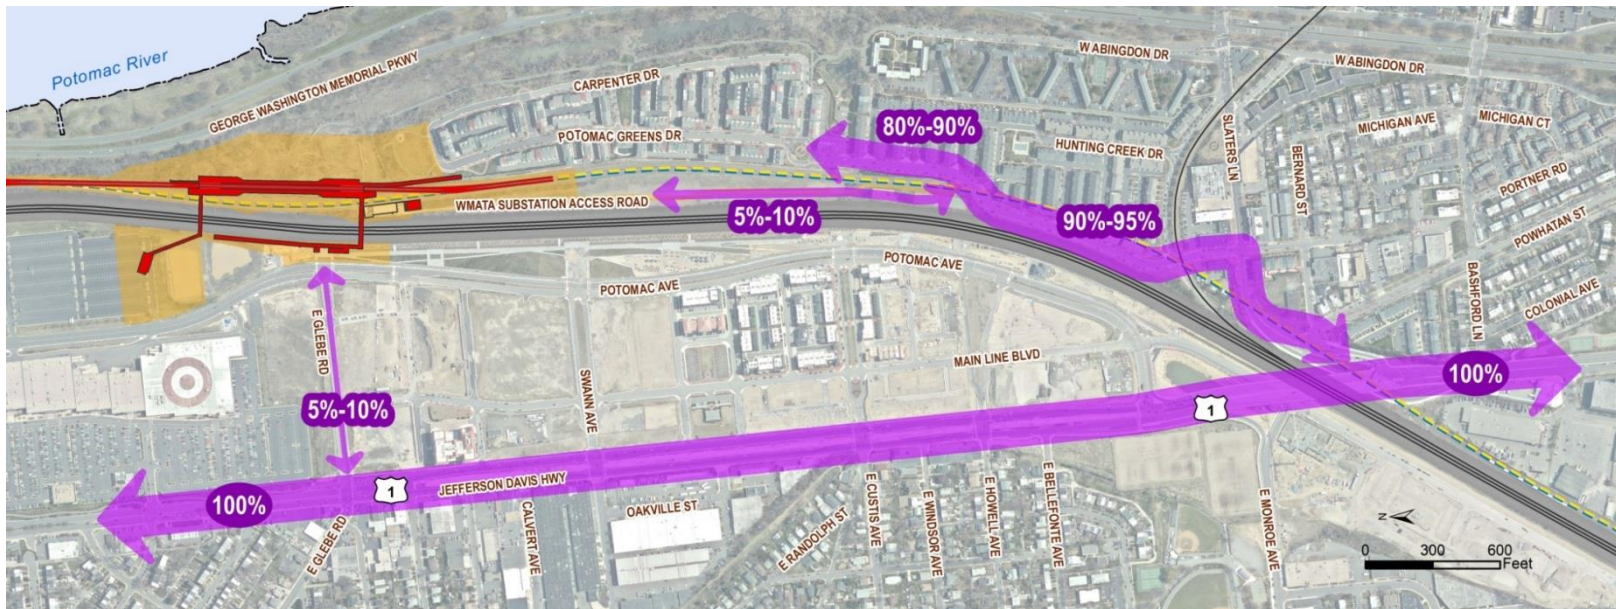 Potomac River
GEORGE WASHINGTON MEMORIAL PKWY
CARPENTER DR
POTOMAC GREENS DR
W ABINGDON DR
W ABINGDON DR
80%-90%
HUNTING CREEK DR
SLATERS LN
BERNARD ST
MICHIGAN AVE
MICHIGAN CT
PORTNER RD
POWHATAN ST
WMATA SUBSTATION ACCESS ROAD
5%-10%
90%-95%
BASHFORD LN
COLONIAL AVE
POTOMAC AVE
POTOMAC AVE
E GLEBE RD
5%-10%
SWANN AVE
MAIN LINE BLVD
100%
1
100%
1
JEFFERSON DAVIS HWY
E GLEBE RD
CALVERT AVE
OAKVILLE ST
E RANDOLPH ST
E CUSTIS AVE
E WINDSOR AVE
E HOWELL AVE
E BELLEFONTE AVE
E MONROE AVE
N
0 300 600
Feet